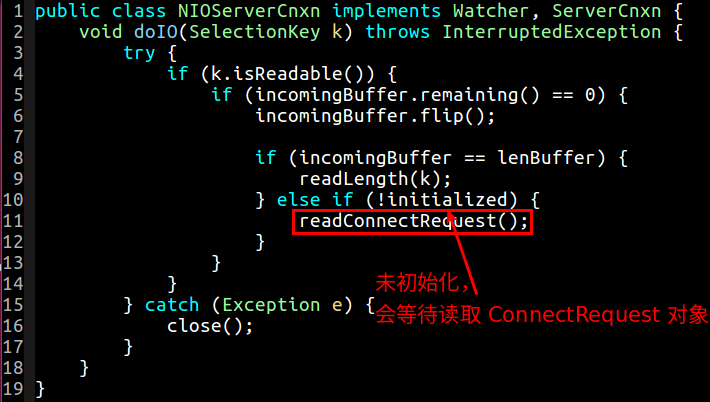 1 public class NIOServerCnxn implements Watcher, ServerCnxn {
2     void doIO(SelectionKey k) throws InterruptedException {
3         try {
4             if (k.isReadable()) {
5                 if (incomingBuffer.remaining() == 0) {
6                     incomingBuffer.flip();
7
8                     if (incomingBuffer == lenBuffer) {
9                         readLength(k);
10                     } else if (!initialized) {
11                         readConnectRequest();
12                     }
13                 }
14             }
15         } catch (Exception e) {
16             close();
17         }
18     }
19 }
未初始化，
会等待读取 ConnectRequest 对象